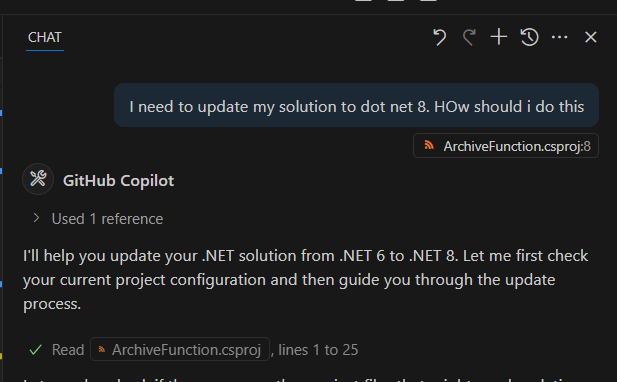 CHAT
I need to update my solution to dot net 8. HOw should i do this
ArchiveFunction.csproj:8
GitHub Copilot
Used 1 reference
I'll help you update your .NET solution from .NET 6 to .NET 8. Let me first check
your current project configuration and then guide you through the update
process.
Read ArchiveFunction.csproj, lines 1 to 25